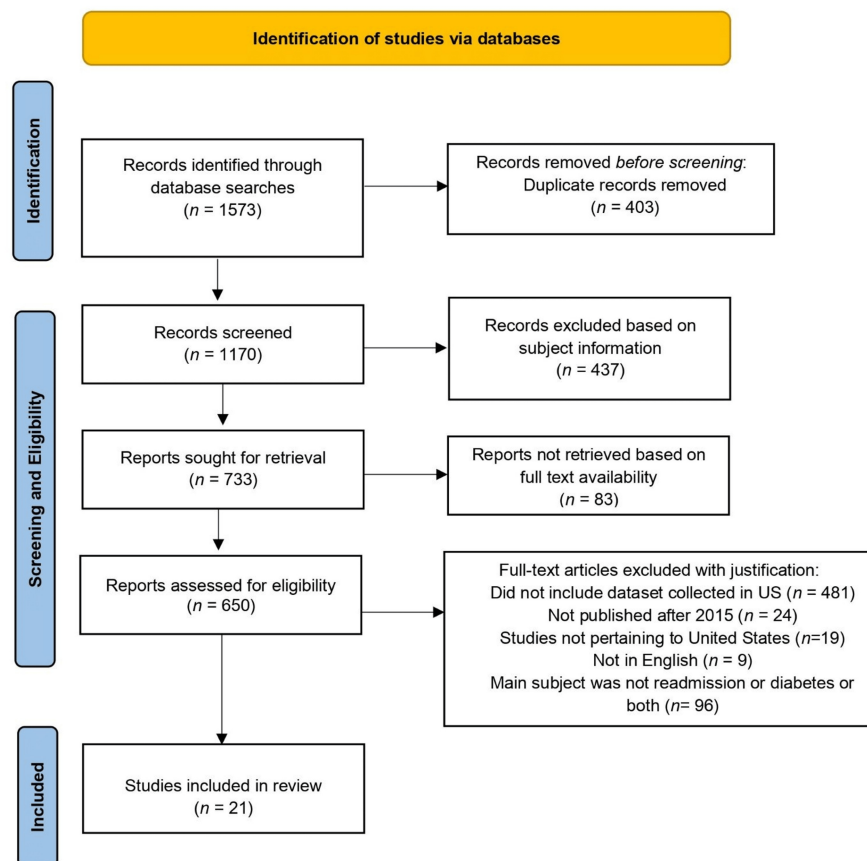 Identification of studies via databases
Identification
Records identified through
database searches
(n = 1573)
Records removed before screening:
Duplicate records removed
(n = 403)
Screening and Eligibility
Records screened
(n = 1170)
Records excluded based on
subject information
(n = 437)
Reports sought for retrieval
(n = 733)
Reports not retrieved based on
full text availability
(n = 83)
Reports assessed for eligibility
(n = 650)
Full-text articles excluded with justification:
Did not include dataset collected in US (n = 481)
Not published after 2015 (n = 24)
Studies not pertaining to United States (n=19)
Not in English (n = 9)
Main subject was not readmission or diabetes or
both (n= 96)
Included
Studies included in review
(n = 21)